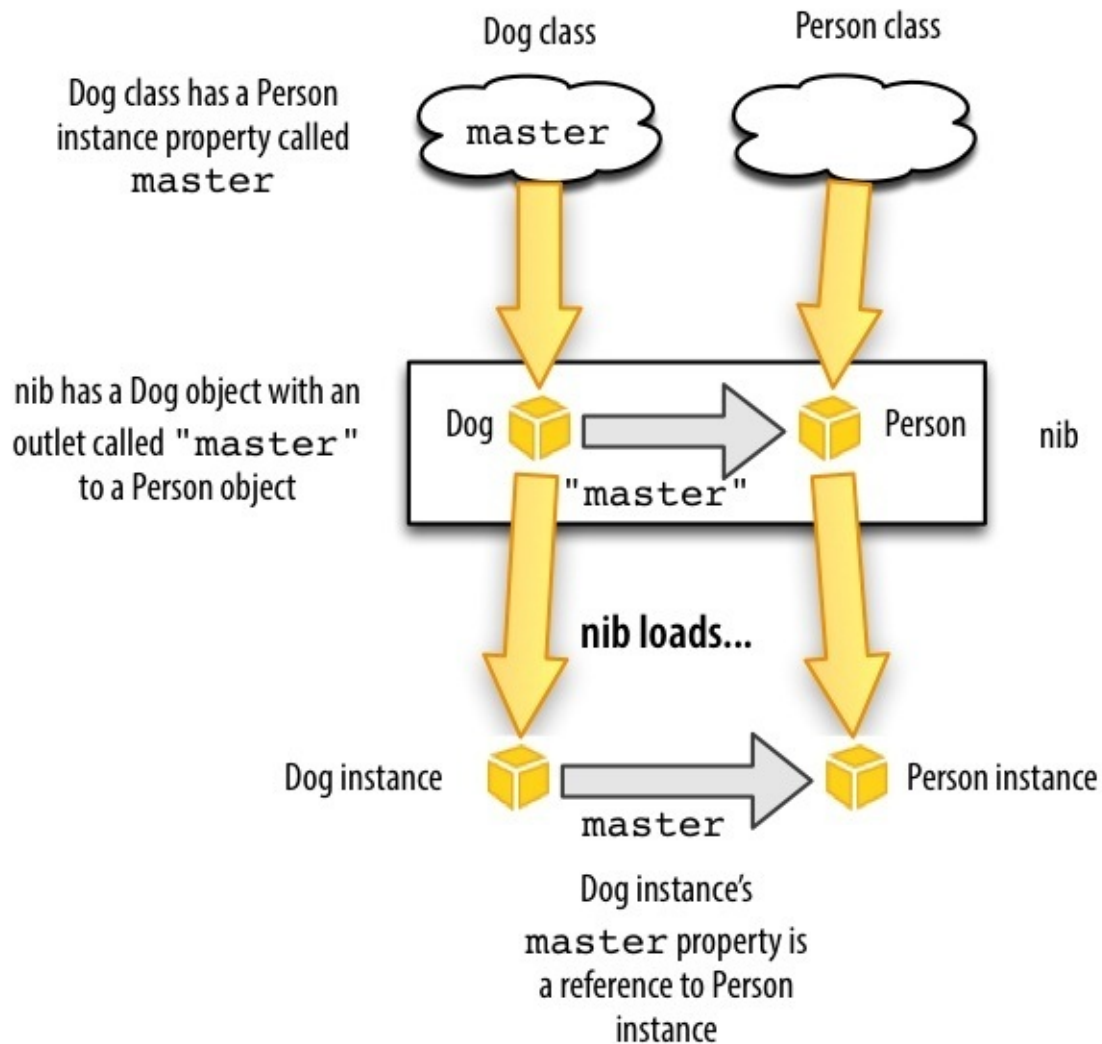 Dog class
Person class
Dog class has a Person
instance property called
master
master
nib has a Dog object with an
outlet called "master"
to a Person object
Dog
Person
"master"
nib
nib loads...
Dog instance
master
Person instance
Dog instance’s
master property is
a reference to Person
instance